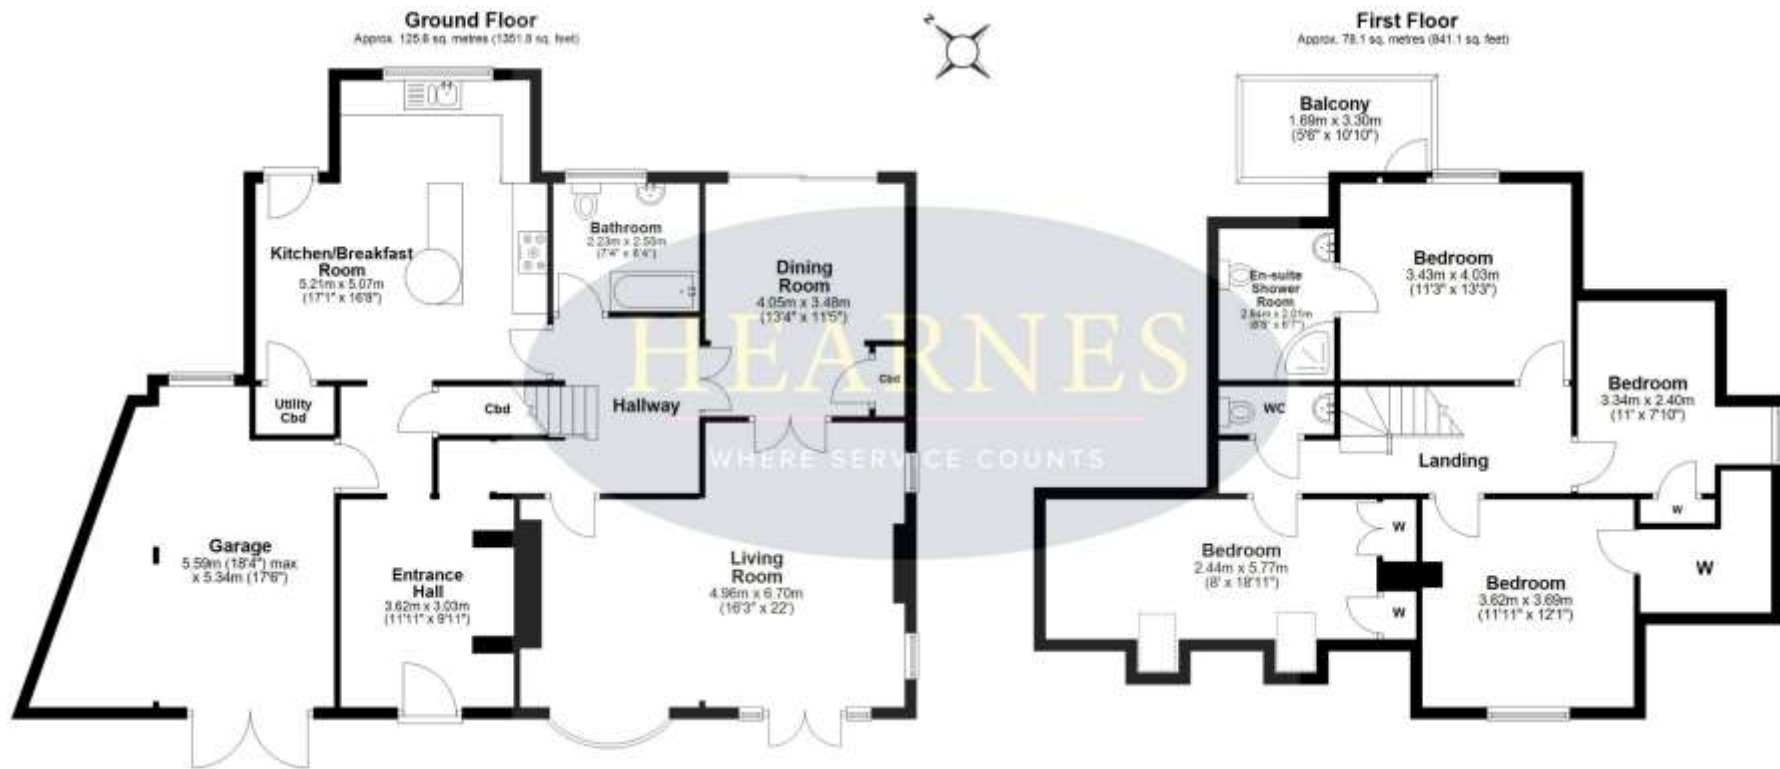 Ground Floor
Approx. 125.6 sq. metres (1351.8 sq. feet)
N
First Floor
Approx. 78.1 sq. metres (841.1 sq. feet)
Kitchen/Breakfast
Room
5.21m x 5.07m
(17'1" x 16'8")
Bathroom
2.23m x 2.55m
(7'4" x 8'4")
Dining
Room
4.05m x 3.48m
(13'4" x 11'5")
Cbd
Utility
Cbd
Cbd
Hallway
Garage
5.59m (18'4") max
x 5.34m (17'6")
Entrance
Hall
3.62m x 3.03m
(11'11" x 9'11")
Living
Room
4.96m x 6.70m
(16'3" x 22')
HEARNES
WHERE SERVICE COUNTS
Balcony
1.69m x 3.30m
(5'6" x 10'10")
En-suite
Shower
Room
Bedroom
3.43m x 4.03m
(11'3" x 13'3")
Bedroom
3.34m x 2.40m
(11' x 7'10")
WC
Landing
W
Bedroom
2.44m x 5.77m
(8' x 18'11")
W
W
Bedroom
3.62m x 3.69m
(11'11" x 12'1")
W